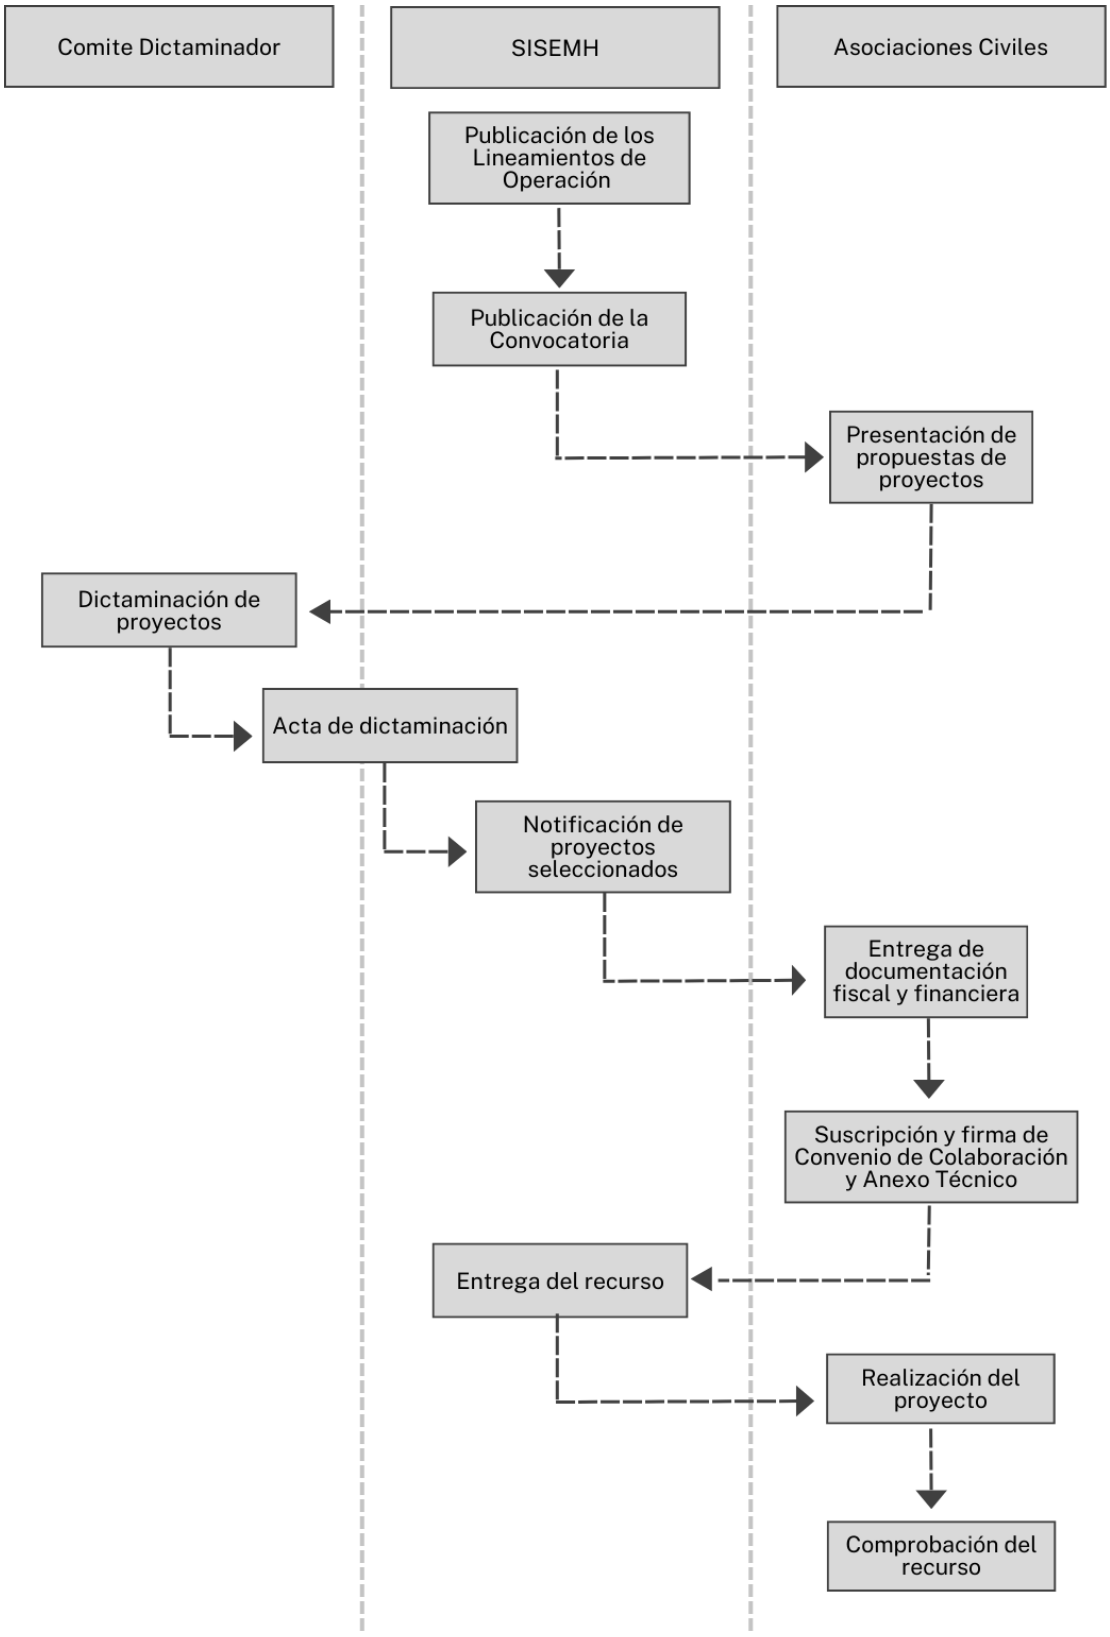 Comite Dictaminador
SISEMH
Asociaciones Civiles
Publicación de los
Lineamientos de
Operación
Publicación de la
Convocatoria
Presentación de
propuestas de
proyectos
Dictaminación de
proyectos
Acta de dictaminación
Notificación de
proyectos
seleccionados
Entrega de
documentación
fiscal y financiera
Suscripción y firma de
Convenio de Colaboración
y Anexo Técnico
Entrega del recurso
Realización del
proyecto
Comprobación del
recurso